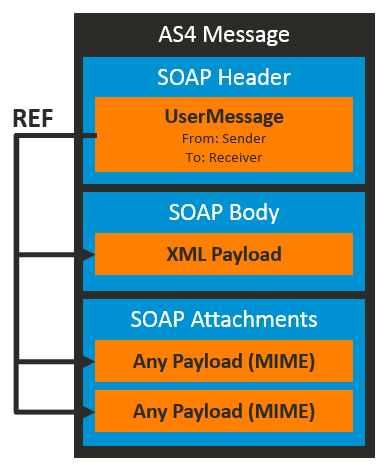 AS4 Message
SOAP Header
REF
UserMessage
From: Sender
To: Receiver
SOAP Body
XML Payload
SOAP Attachments
Any Payload (MIME)
Any Payload (MIME)